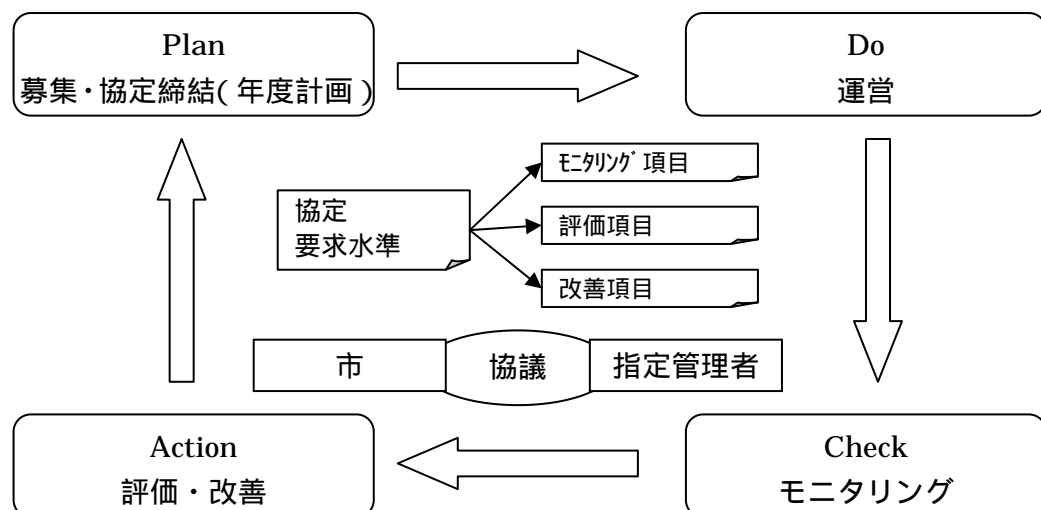 Plan
募集・協定締結(年度計画)
Do
運営
モニタリング項目
協定
要求水準
評価項目
改善項目
市
協議
指定管理者
Action
評価・改善
Check
モニタリング